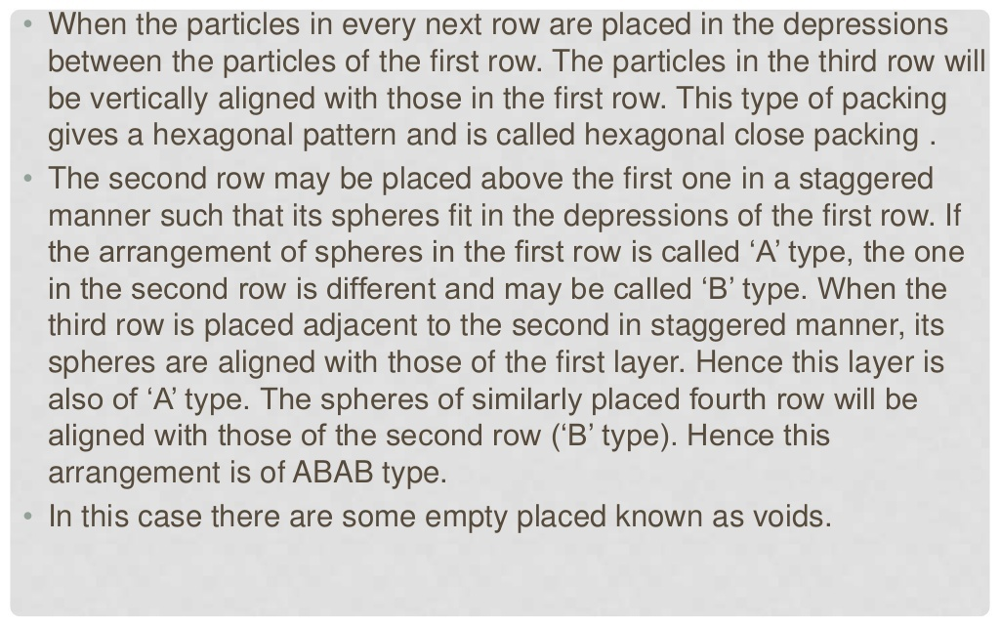 • When the particles in every next row are placed in the depressions
between the particles of the first row. The particles in the third row will
be vertically aligned with those in the first row. This type of packing
gives a hexagonal pattern and is called hexagonal close packing .
• The second row may be placed above the first one in a staggered
manner such that its spheres fit in the depressions of the first row. If
the arrangement of spheres in the first row is called ‘A’ type, the one
in the second row is different and may be called ‘B’ type. When the
third row is placed adjacent to the second in staggered manner, its
spheres are aligned with those of the first layer. Hence this layer is
also of ‘A’ type. The spheres of similarly placed fourth row will be
aligned with those of the second row (‘B’ type). Hence this
arrangement is of ABAB type.
• In this case there are some empty placed known as voids.